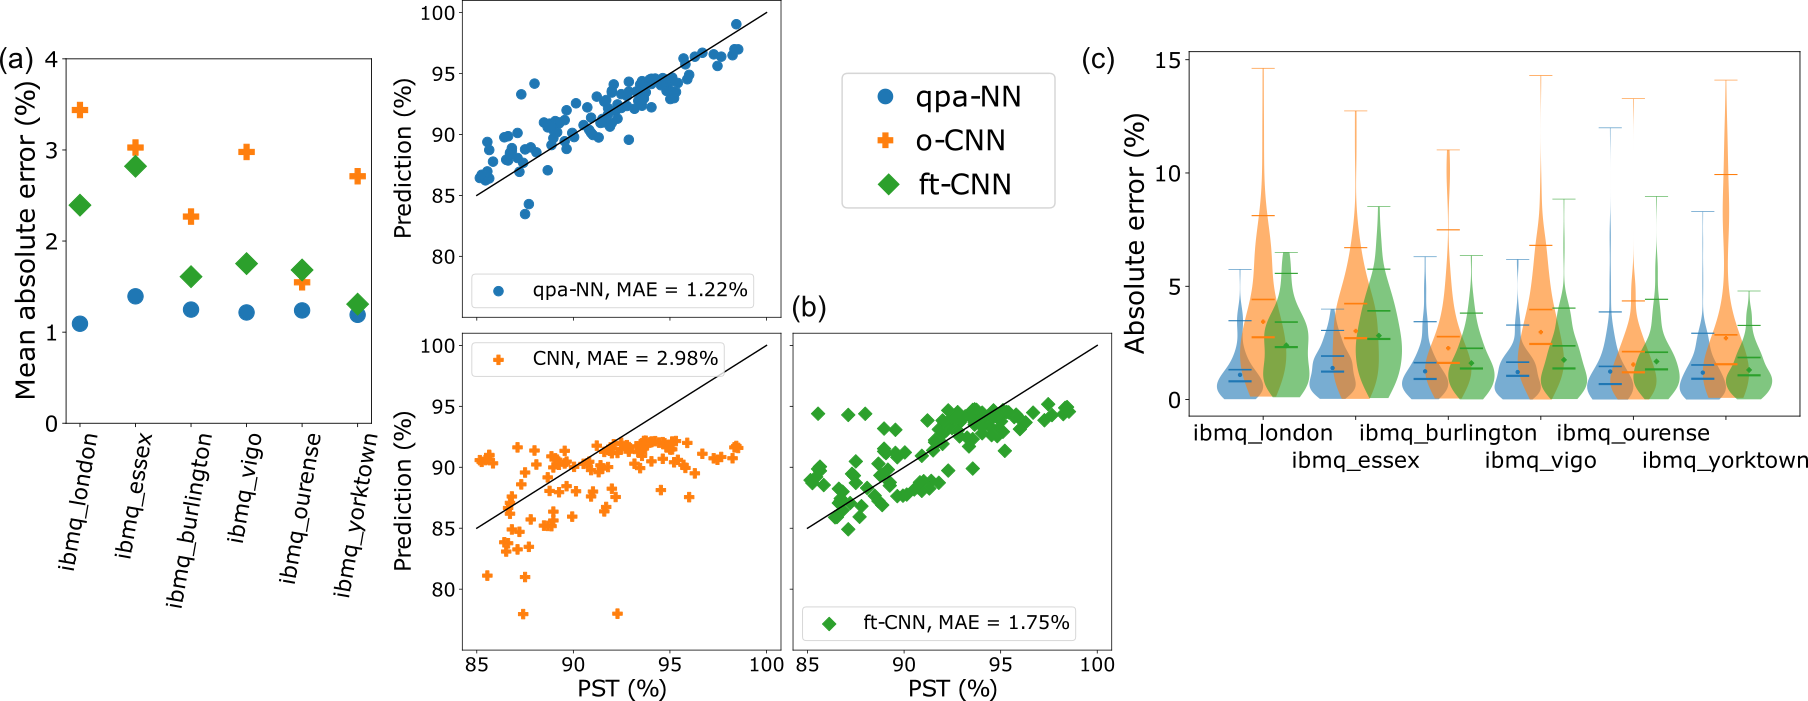 (a)
Mean absolute error (%)
4
3
2
1
0
ibmq_london
ibmq_essex
ibmq_burlington
ibmq_vigo
ibmq_ourense
ibmq_yorktown
Prediction (%)
100
95
90
85
80
qpa-NN, MAE = 1.22%
qpa-NN
o-CNN
ft-CNN
(b)
Prediction (%)
100
95
90
85
80
CNN, MAE = 2.98%
85
90
95
100
PST (%)
ft-CNN, MAE = 1.75%
85
90
95
100
PST (%)
(c)
Absolute error (%)
15
10
5
0
ibmq_london
ibmq_burlington
ibmq_ourense
ibmq_essex
ibmq_vigo
ibmq_yorktown